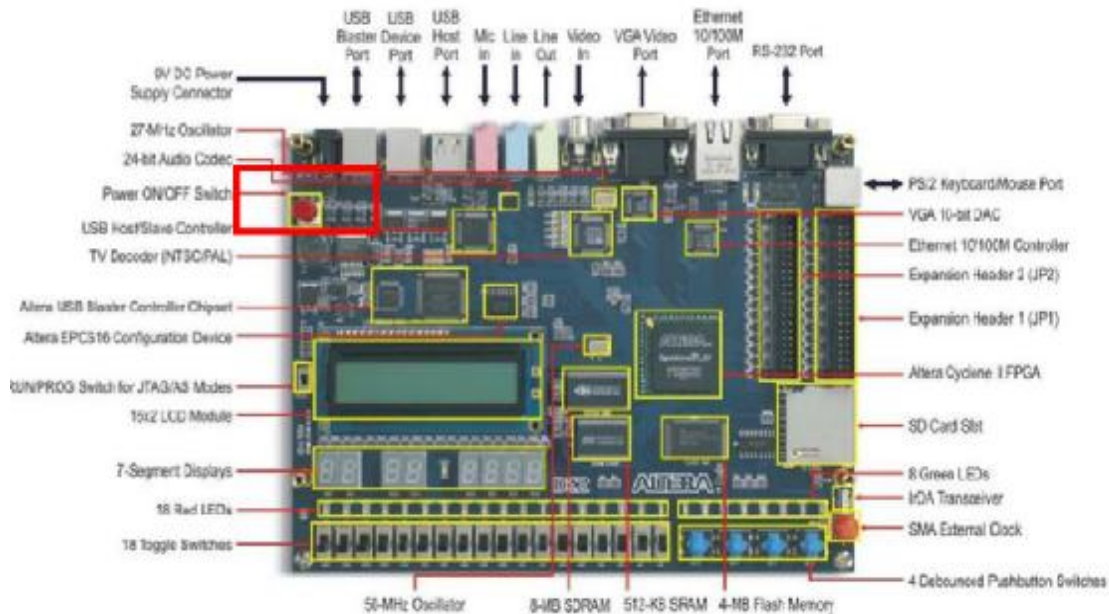 USB
Blaster
Port
USB
Device
Port
USB
Host
Port
Mic
in
Line
in
Line
Out
Video
In
VGA Video
Port
Ethernet
10/100M
Port
RS-232 Port
9V DC Power
Supply Connector
27-MHz Oscillator
24-bit Audio Codec
Power ON/OFF Switch
USB Host/Slave Controller
TV Decoder (NTSC/PAL)
Altera USB Blaster Controller Chipset
Altera EPCS16 Configuration Device
RUN/PROG Switch for JTAG/AS Modes
16x2 LCD Module
7-Segment Displays
18 Red LEDs
18 Toggle Switches
PS/2 Keyboard/Mouse Port
VGA 10-bit DAC
Ethernet 10/100M Controller
Expansion Header 2 (JP2)
Expansion Header 1 (JP1)
Altera Cyclone II FPGA
SD Card Slot
8 Green LEDs
IrDA Transceiver
SMA External Clock
4 Debounced Pushbutton Switches
50-MHz Oscillator
8-MB SDRAM
512-KB SRAM
4-MB Flash Memory
ALTERA
DE2
ALTERA